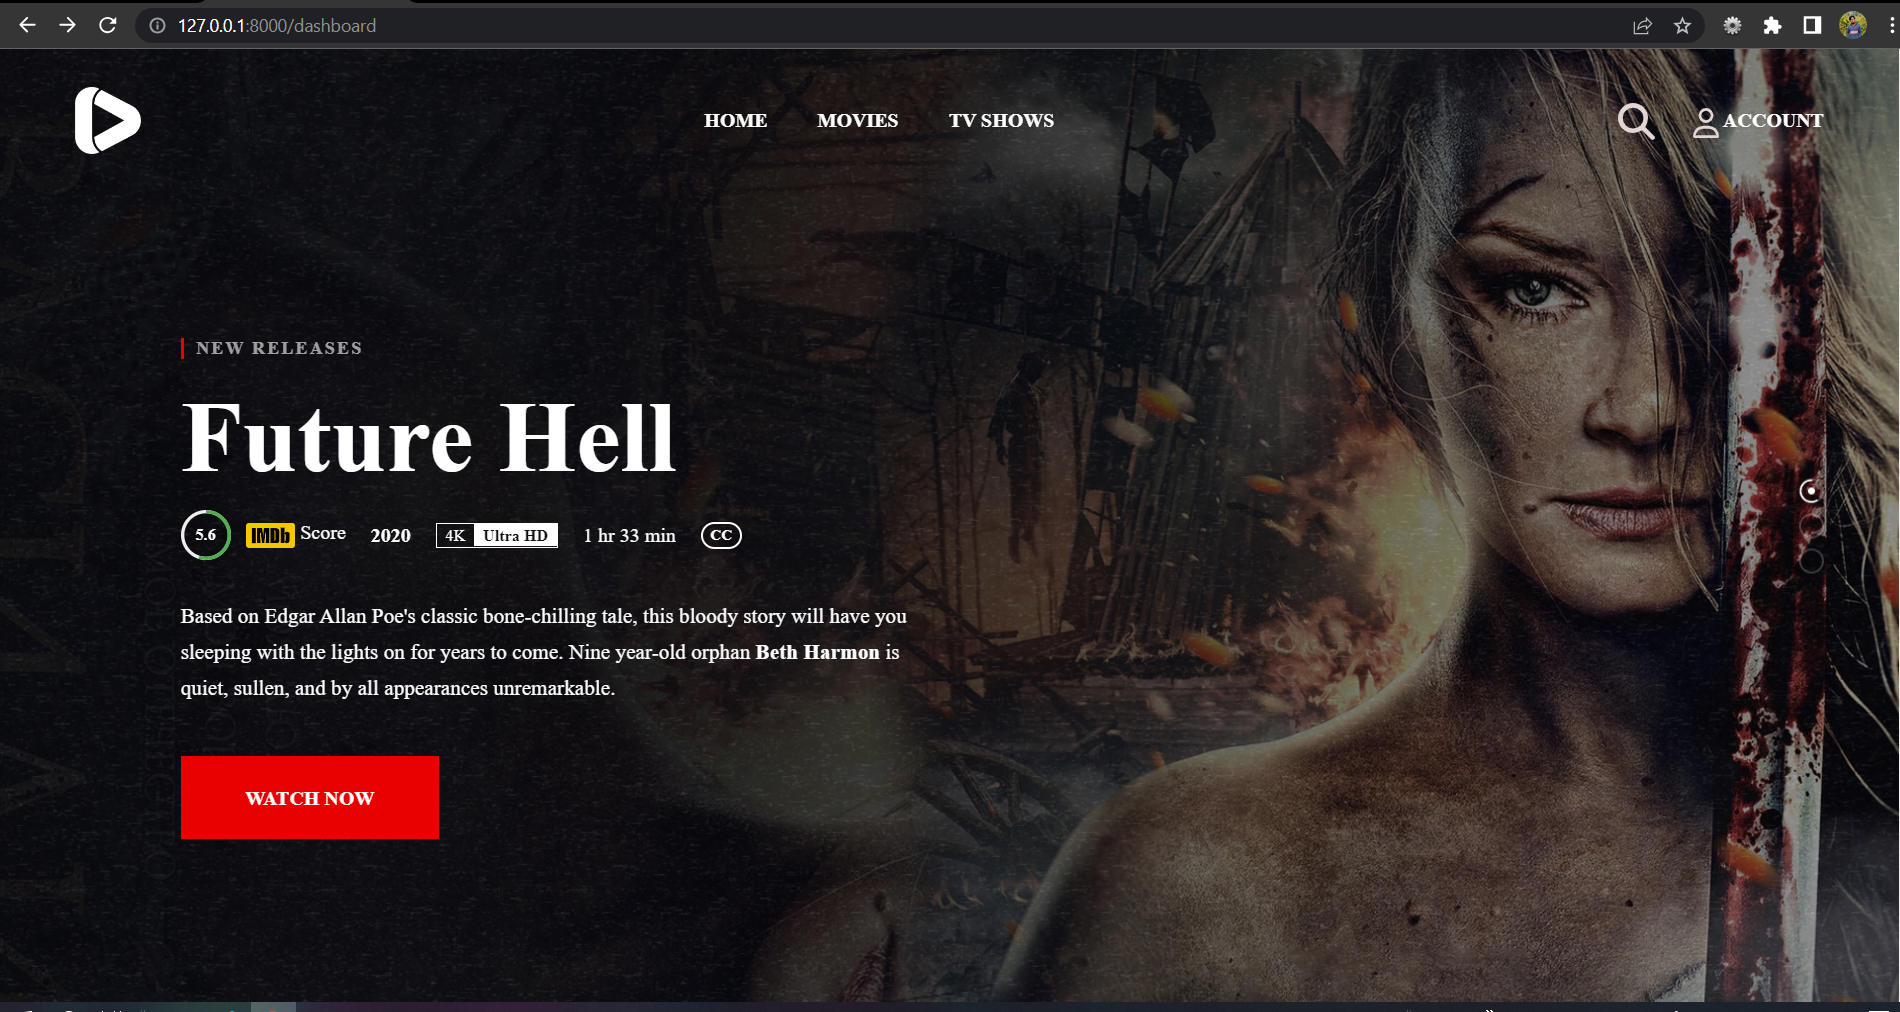 127.0.0.1:8000/dashboard
HOME MOVIES TV SHOWS ACCOUNT
NEW RELEASES
Future Hell
5.6 IMDb Score 2020 4K Ultra HD 1 hr 33 min CC
Based on Edgar Allan Poe's classic bone-chilling tale, this bloody story will have you
sleeping with the lights on for years to come. Nine year-old orphan Beth Harmon is
quiet, sullen, and by all appearances unremarkable.
WATCH NOW